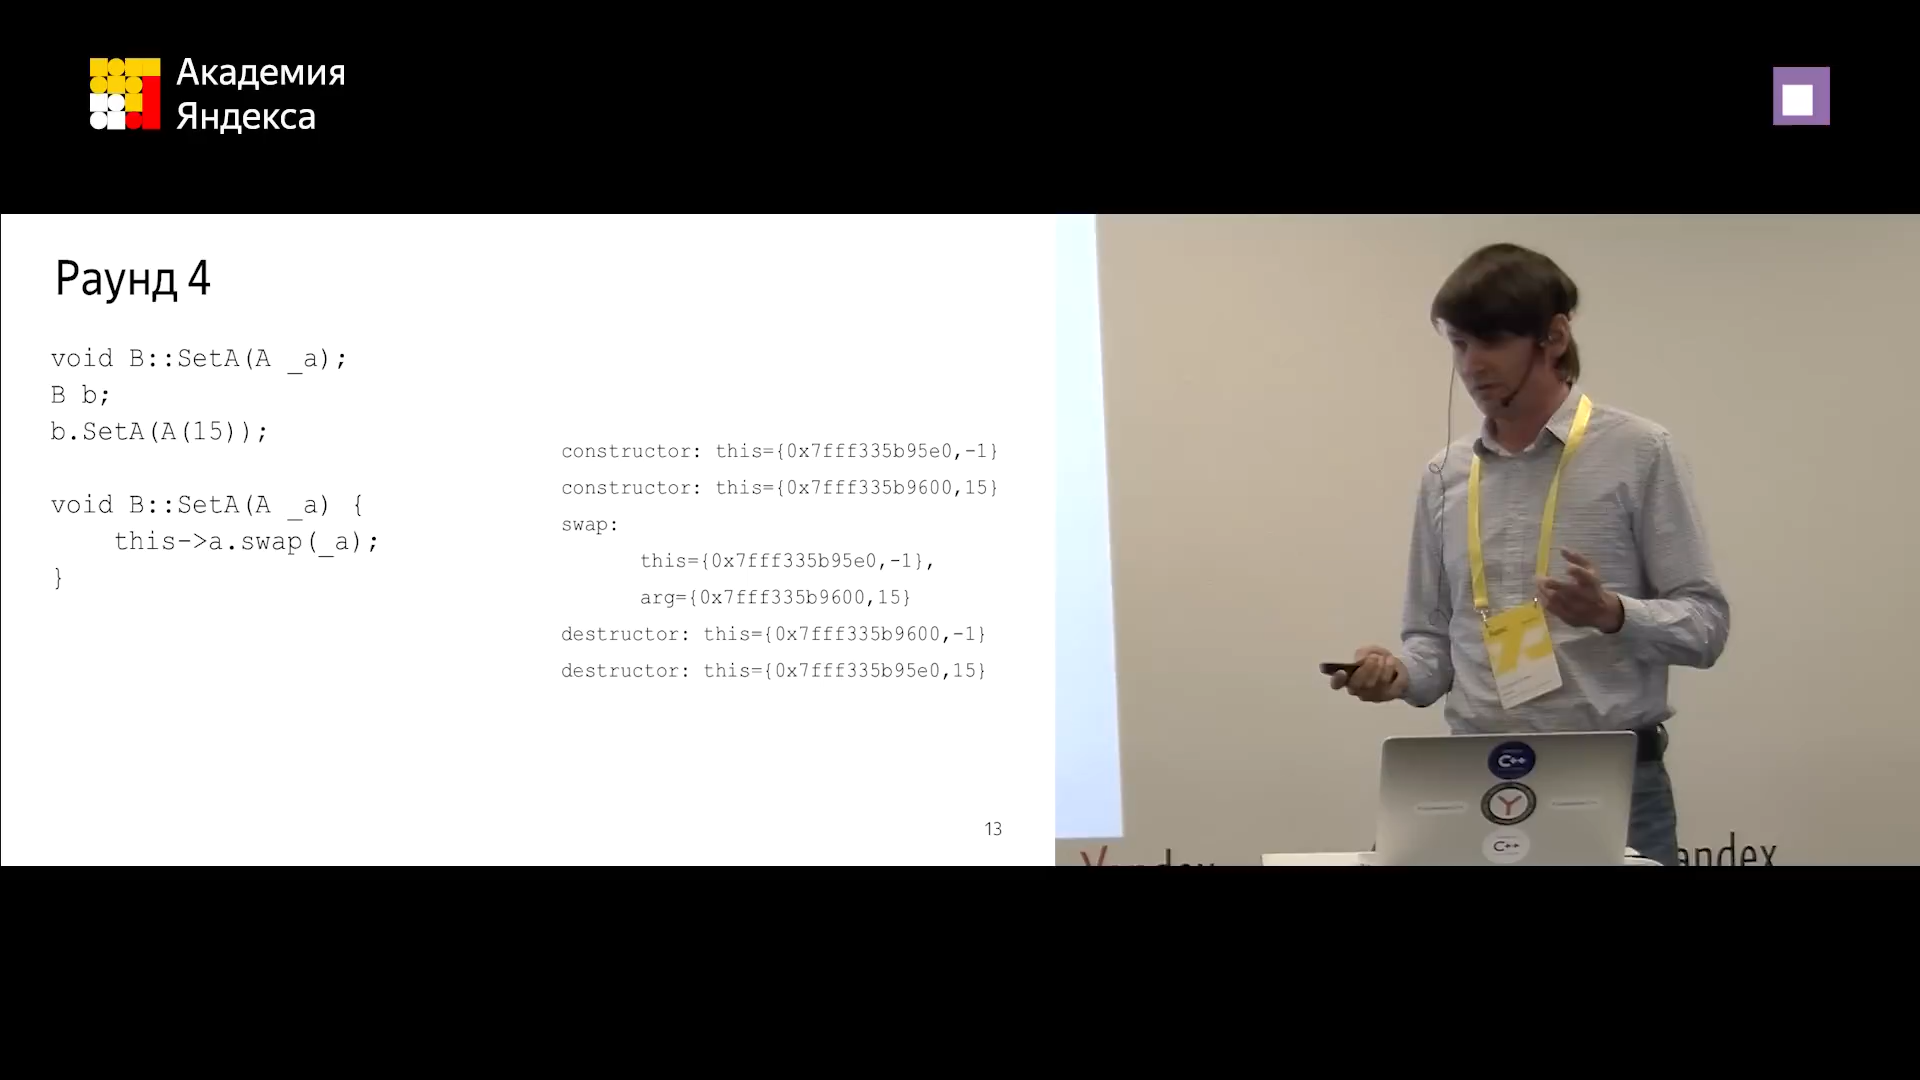 Академия
Яндекса
Раунд 4
void B::SetA(A _a);
B b;
b.SetA(A(15));
void B::SetA(A _a) {
this->a.swap(_a);
}
constructor: this={0x7fff335b95e0,-1}
constructor: this={0x7fff335b9600,15}
swap:
this={0x7fff335b95e0,-1},
arg={0x7fff335b9600,15}
destructor: this={0x7fff335b9600,-1}
destructor: this={0x7fff335b95e0,15}
13
C++
Y
C++